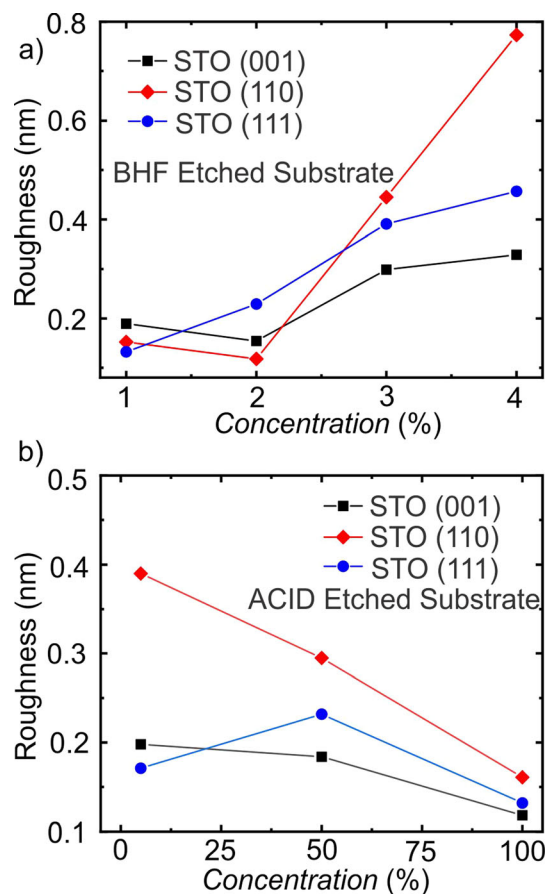 a)
0.8
0.6
0.4
0.2
Roughness (nm)
STO (001)
STO (110)
STO (111)
BHF Etched Substrate
1 2 3 4
Concentration (%)
b)
0.5
0.4
0.3
0.2
0.1
Roughness (nm)
STO (001)
STO (110)
STO (111)
ACID Etched Substrate
0 25 50 75 100
Concentration (%)